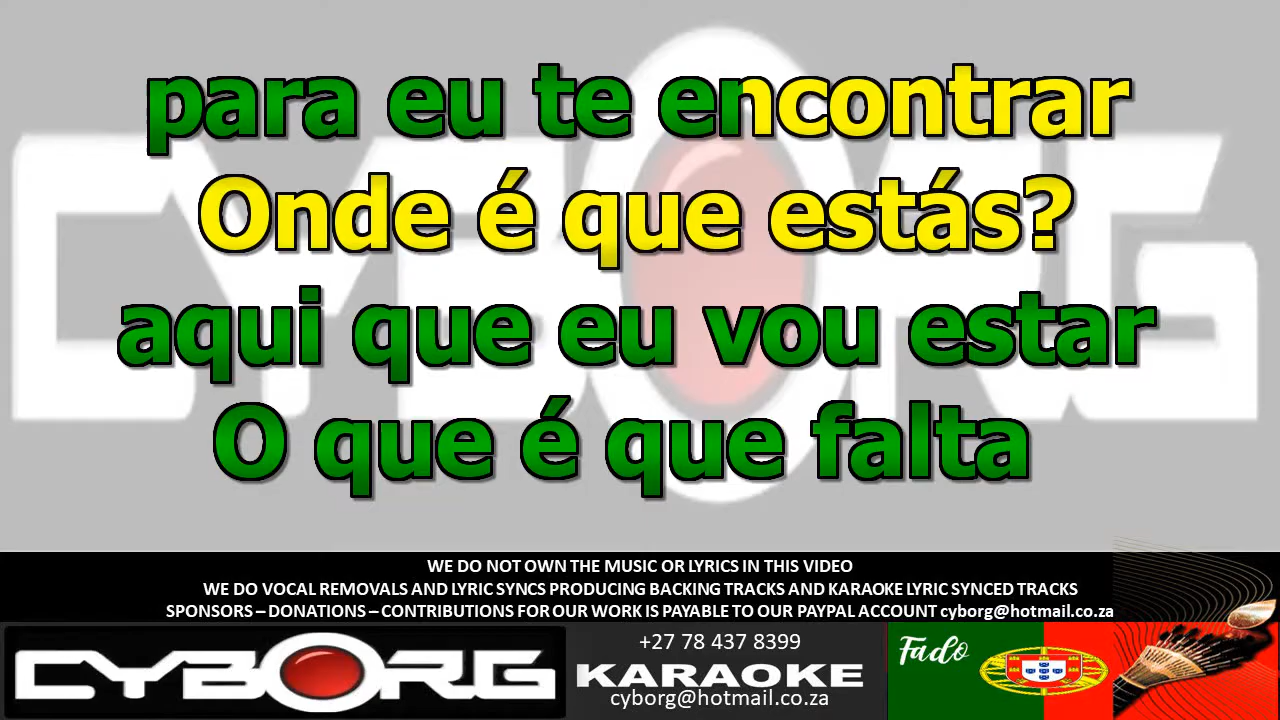 para eu te encontrar
Onde é que estás?
aqui que eu vou estar
O que é que falta
WE DO NOT OWN THE MUSIC OR LYRICS IN THIS VIDEO
WE DO VOCAL REMOVALS AND LYRIC SYNCS PRODUCING BACKING TRACKS AND KARAOKE LYRIC SYNCED TRACKS
SPONSORS – DONATIONS – CONTRIBUTIONS FOR OUR WORK IS PAYABLE TO OUR PAYPAL ACCOUNT cyborg@hotmail.co.za
CYBORG
+27 78 437 8399
KARAOKE
cyborg@hotmail.co.za
Fado
CYBORG